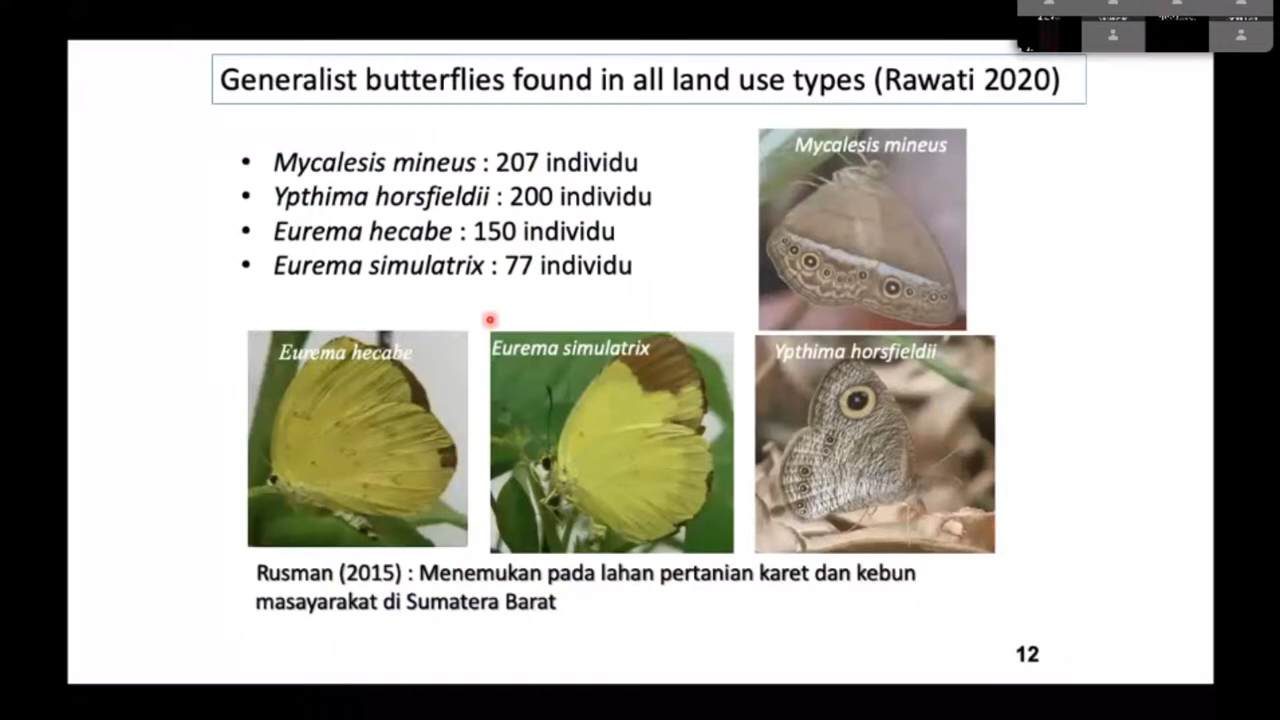 Generalist butterflies found in all land use types (Rawati 2020)
• Mycalesis mineus : 207 individu
• Ypthima horsfieldii : 200 individu
• Eurema hecabe : 150 individu
• Eurema simulatrix : 77 individu
Mycalesis mineus
Eurema hecabe
Eurema simulatrix
Ypthima horsfieldii
Rusman (2015) : Menemukan pada lahan pertanian karet dan kebun
masayarakat di Sumatera Barat
12